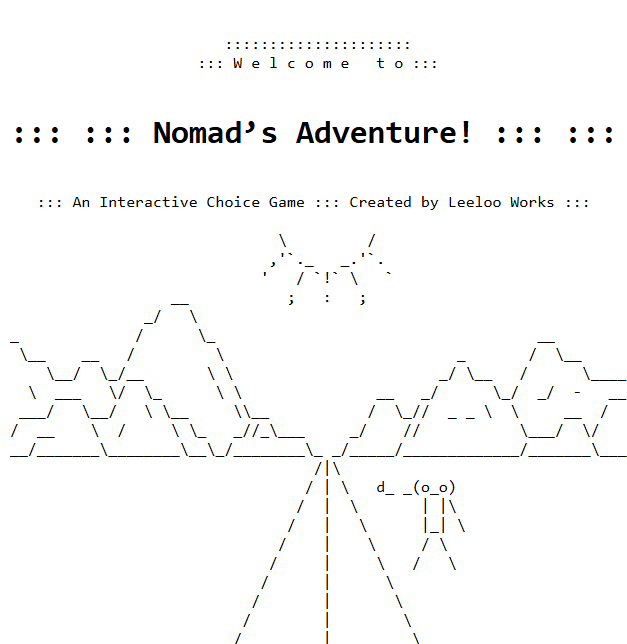 ::: W e l c o m e t o :::
::: ::: Nomad’s Adventure! ::: :::
::: An Interactive Choice Game ::: Created by Leeloo Works :::